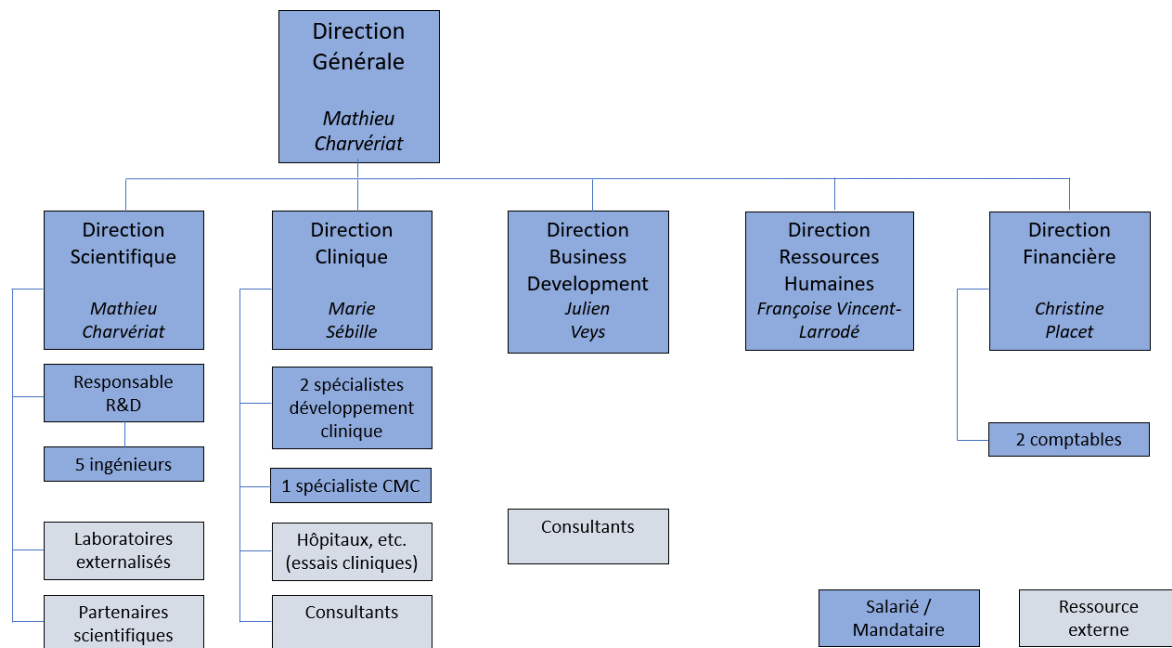 Direction
Générale
Mathieu
Charvériat
Direction
Scientifique
Mathieu
Charvériat
Direction
Clinique
Marie
Sébille
Direction
Business
Development
Julien
Veys
Direction
Ressources
Humaines
Françoise Vincent-
Larrodé
Direction
Financière
Christine
Placet
Responsable
R&D
5 ingénieurs
Laboratoires
externalisés
Partenaires
scientifiques
2 spécialistes
développement
clinique
1 spécialiste CMC
Hôpitaux, etc.
(essais cliniques)
Consultants
Consultants
2 comptables
Salarié /
Mandataire
Ressource
externe